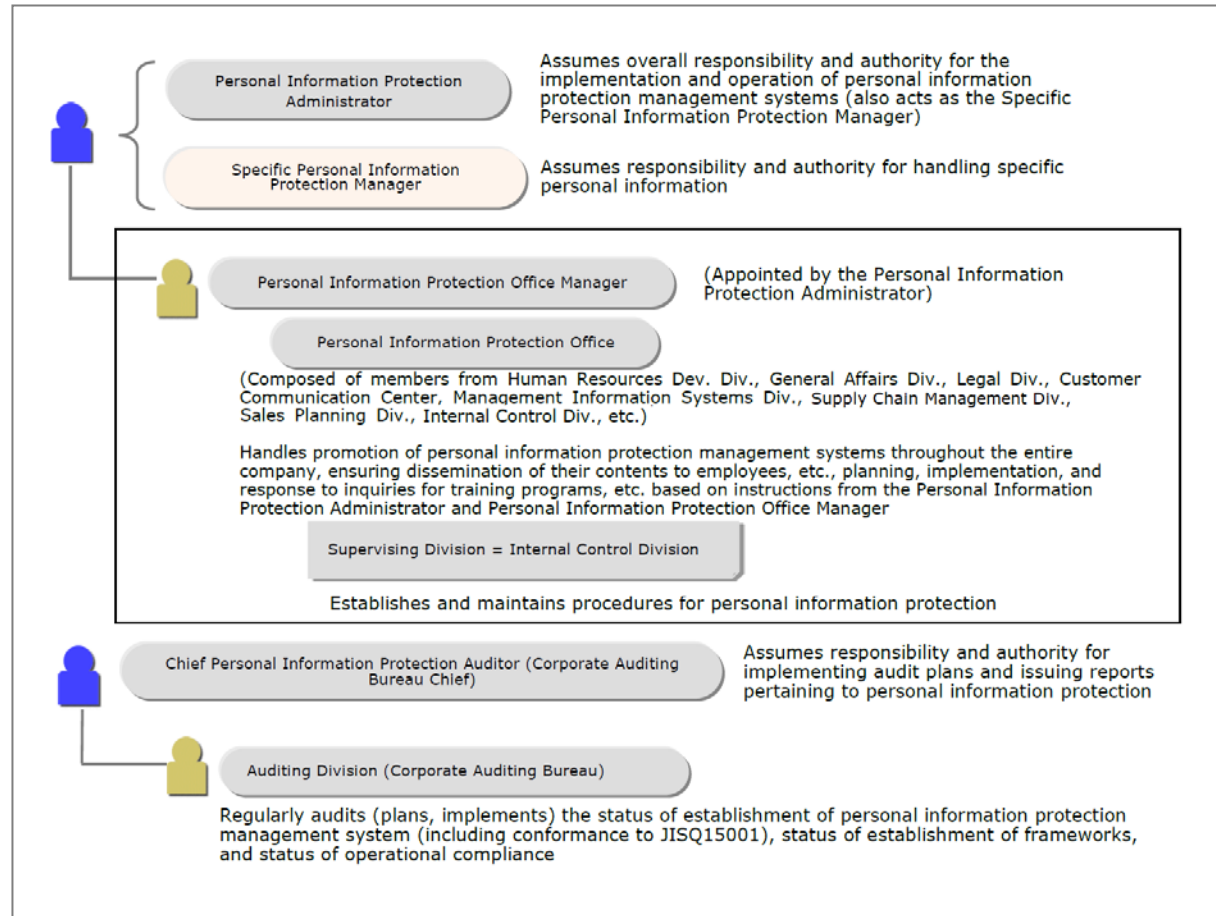 Personal Information Protection
Administrator
Assumes overall responsibility and authority for the
implementation and operation of personal information
protection management systems (also acts as the Specific
Personal Information Protection Manager)
Specific Personal Information
Protection Manager
Assumes responsibility and authority for handling specific
personal information
Personal Information Protection Office Manager
(Appointed by the Personal Information
Protection Administrator)
Personal Information Protection Office
(Composed of members from Human Resources Dev. Div., General Affairs Div., Legal Div., Customer
Communication Center, Management Information Systems Div., Supply Chain Management Div.,
Sales Planning Div., Internal Control Div., etc.)
Handles promotion of personal information protection management systems throughout the entire
company, ensuring dissemination of their contents to employees, etc., planning, implementation, and
response to inquiries for training programs, etc. based on instructions from the Personal Information
Protection Administrator and Personal Information Protection Office Manager
Supervising Division = Internal Control Division
Establishes and maintains procedures for personal information protection
Chief Personal Information Protection Auditor (Corporate Auditing
Bureau Chief)
Assumes responsibility and authority for
implementing audit plans and issuing reports
pertaining to personal information protection
Auditing Division (Corporate Auditing Bureau)
Regularly audits (plans, implements) the status of establishment of personal information protection
management system (including conformance to JISQ15001), status of establishment of frameworks,
and status of operational compliance